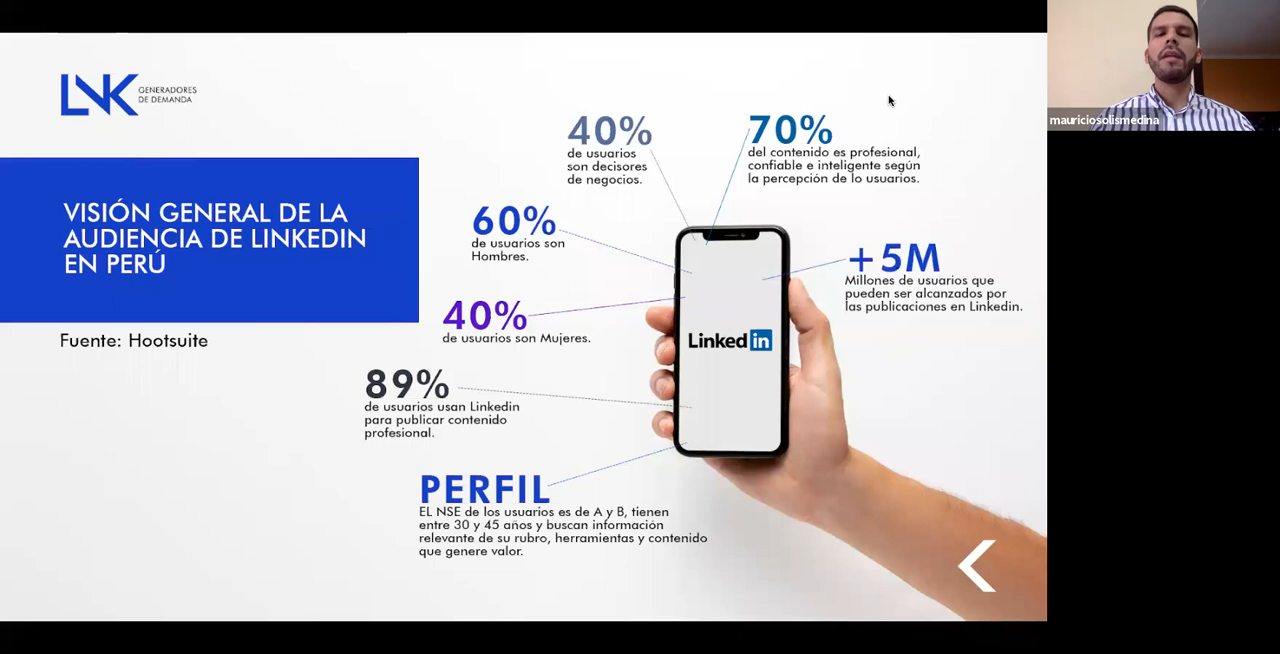 LNK GENERADORES
DE DEMANDA
VISIÓN GENERAL DE LA
AUDIENCIA DE LINKEDIN
EN PERÚ
Fuente: Hootsuite
40%
de usuarios
son decisores
de negocios.
70%
del contenido es profesional,
confiable e inteligente según
la percepción de lo usuarios.
60%
de usuarios son
Hombres.
+5M
Millones de usuarios que
pueden ser alcanzados por
las publicaciones en Linkedin.
40%
de usuarios son Mujeres.
89%
de usuarios usan Linkedin
para publicar contenido
profesional.
PERFIL
EL NSE de los usuarios es de A y B, tienen
entre 30 y 45 años y buscan información
relevante de su rubro, herramientas y contenido
que genere valor.
Linked in
mauriciosolismedina